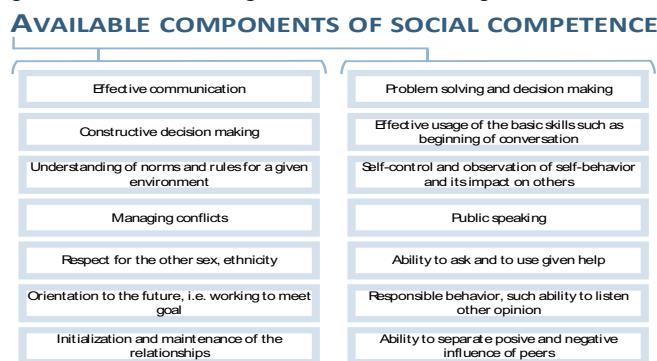 AVAILABLE COMPONENTS OF SOCIAL COMPETENCE
Effective communication
Constructive decision making
Understanding of norms and rules for a given
environment
Managing conflicts
Respect for the other sex, ethnicity
Orientation to the future, i.e. working to meet
goal
Initialization and maintenance of the
relationships
Problem solving and decision making
Effective usage of the basic skills such as
beginning of conversation
Self-control and observation of self-behavior
and its impact on others
Public speaking
Ability to ask and to use given help
Responsible behavior, such ability to listen
other opinion
Ability to separate posive and negative
influence of peers